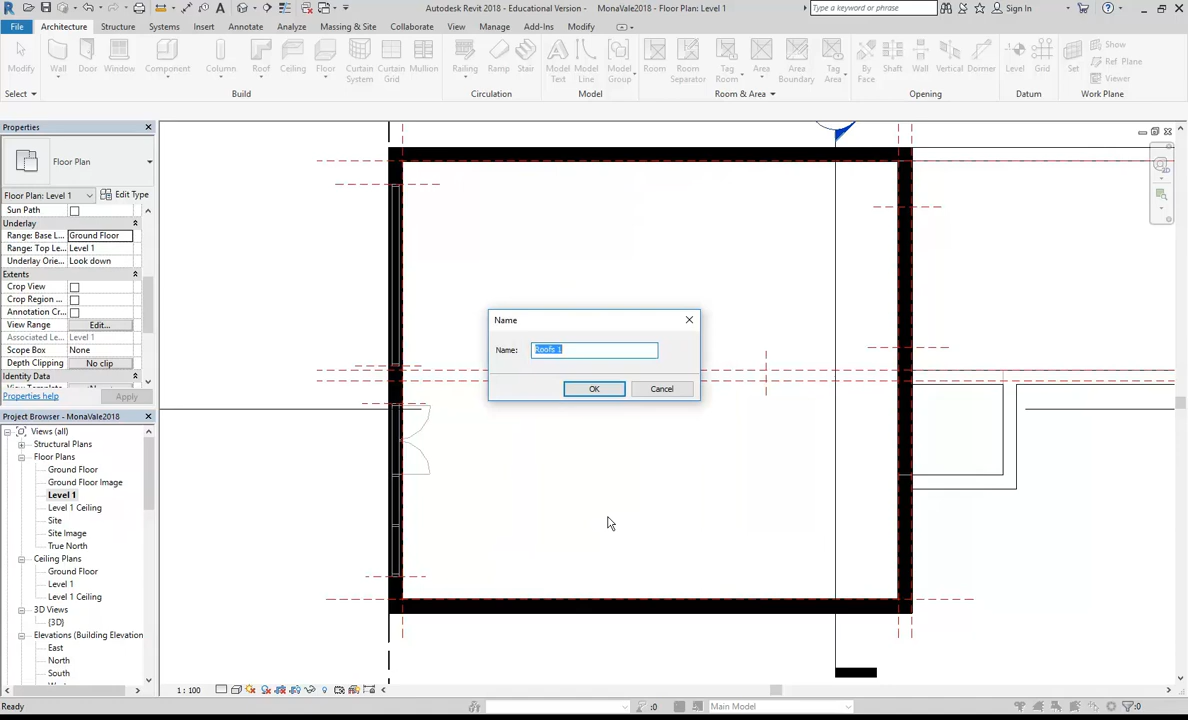 Autodesk Revit 2018 - Educational Version - MonaVale2018 - Floor Plan: Level 1
Type a keyword or phrase
Sign In
File Architecture Structure Systems Insert Annotate Analyze Massing & Site Collaborate View Manage Add-Ins Modify
Modify Wall Door Window Component Column Roof Ceiling Floor Curtain System Curtain Grid Mullion Railing Ramp Stair Model Text Model Line Model Group Room Room Separator Tag Room Area Area Boundary Tag Area By Face Shaft Wall Vertical Dormer Level Grid Set Show Ref Plane Viewer
Select Build Circulation Model Room & Area Opening Datum Work Plane
Properties
Floor Plan
Floor Plan: Level 1 Edit Type
Sun Path
Underlay
Range: Base L... Ground Floor
Range: Top Le... Level 1
Underlay Orie... Look down
Extents
Crop View
Crop Region ...
Annotation Cr...
View Range Edit...
Associated Le... Level 1
Scope Box None
Depth Clipping No clip
Identity Data
Properties help Apply
Project Browser - MonaVale2018
Views (all)
Structural Plans
Floor Plans
Ground Floor
Ground Floor Image
Level 1
Level 1 Ceiling
Site
Site Image
True North
Ceiling Plans
Ground Floor
Level 1
Level 1 Ceiling
3D Views
{3D}
Elevations (Building Elevation
East
North
South
Name
Name: Roofs 1
OK Cancel
1 : 100
Ready
:0
Main Model
:0